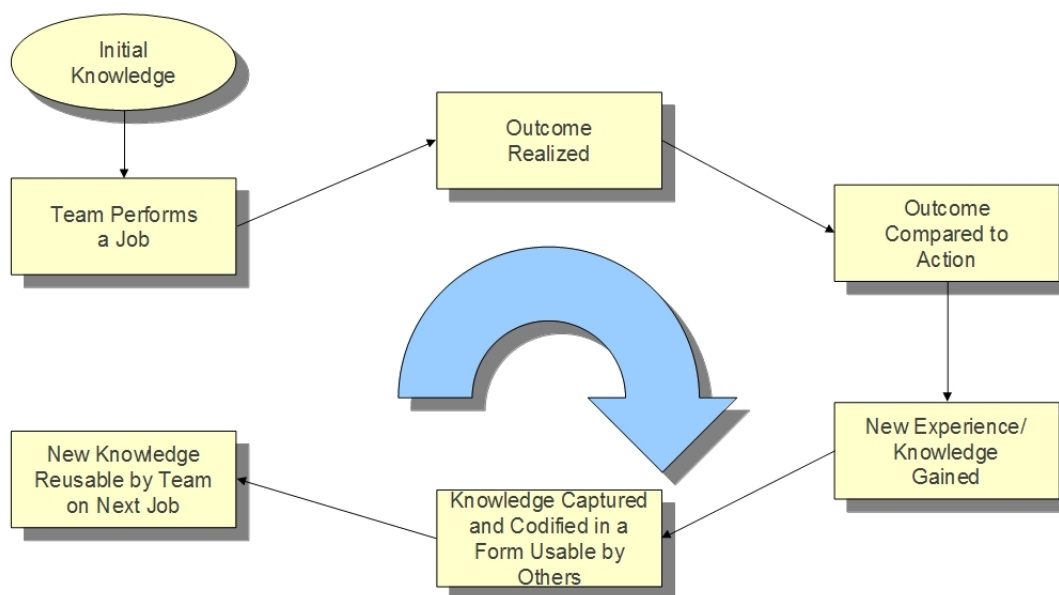 Initial
Knowledge
Team Performs
a Job
Outcome
Realized
Outcome
Compared to
Action
New Experience/
Knowledge
Gained
Knowledge Captured
and Codified in a
Form Usable by
Others
New Knowledge
Reusable by Team
on Next Job